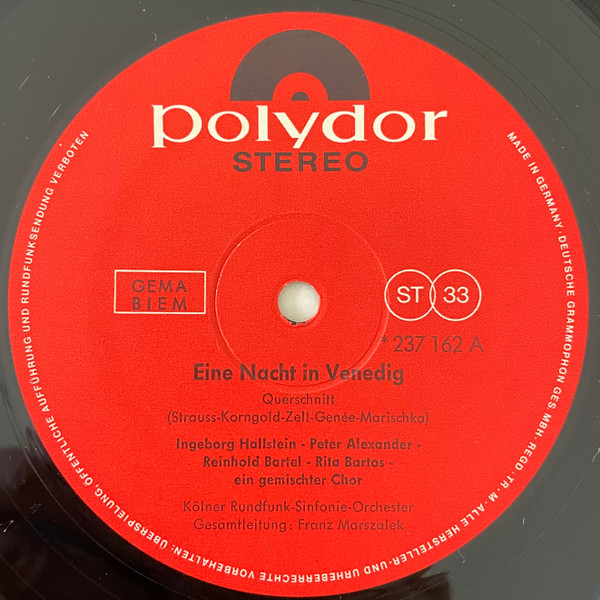 polydor
STEREO
GEMA
BIEM
ST 33
* 237 162 A
Eine Nacht in Venedig
Querschnitt
(Strauss-Korngold-Zell-Genée-Marischka)
Ingeborg Hallstein - Peter Alexander -
Reinhold Bartel - Rita Bartos -
ein gemischter Chor
Kölner Rundfunk-Sinfonie-Orchester
Gesamtleitung: Franz Marszalek
MADE IN GERMANY · DEUTSCHE GRAMMOPHON GES. MBH · REGD · TR · M · ALLE HERSTELLER- UND URHEBERRECHTE VORBEHALTEN: ÜBERSPIELUNG, ÖFFENTLICHE AUFFÜHRUNG UND RUNDFUNKSENDUNG VERBOTEN